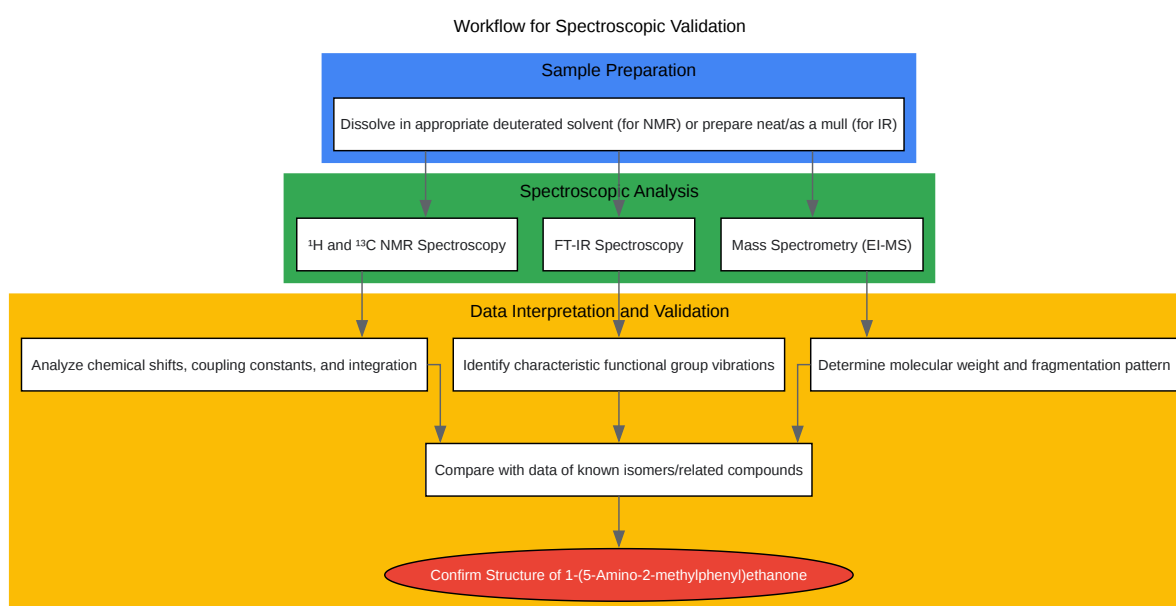 Workflow for Spectroscopic Validation
Sample Preparation
Dissolve in appropriate deuterated solvent (for NMR) or prepare neat/as a mull (for IR)
Spectroscopic Analysis
¹H and ¹³C NMR Spectroscopy
FT-IR Spectroscopy
Mass Spectrometry (EI-MS)
Data Interpretation and Validation
Analyze chemical shifts, coupling constants, and integration
Identify characteristic functional group vibrations
Determine molecular weight and fragmentation pattern
Compare with data of known isomers/related compounds
Confirm Structure of 1-(5-Amino-2-methylphenyl)ethanone